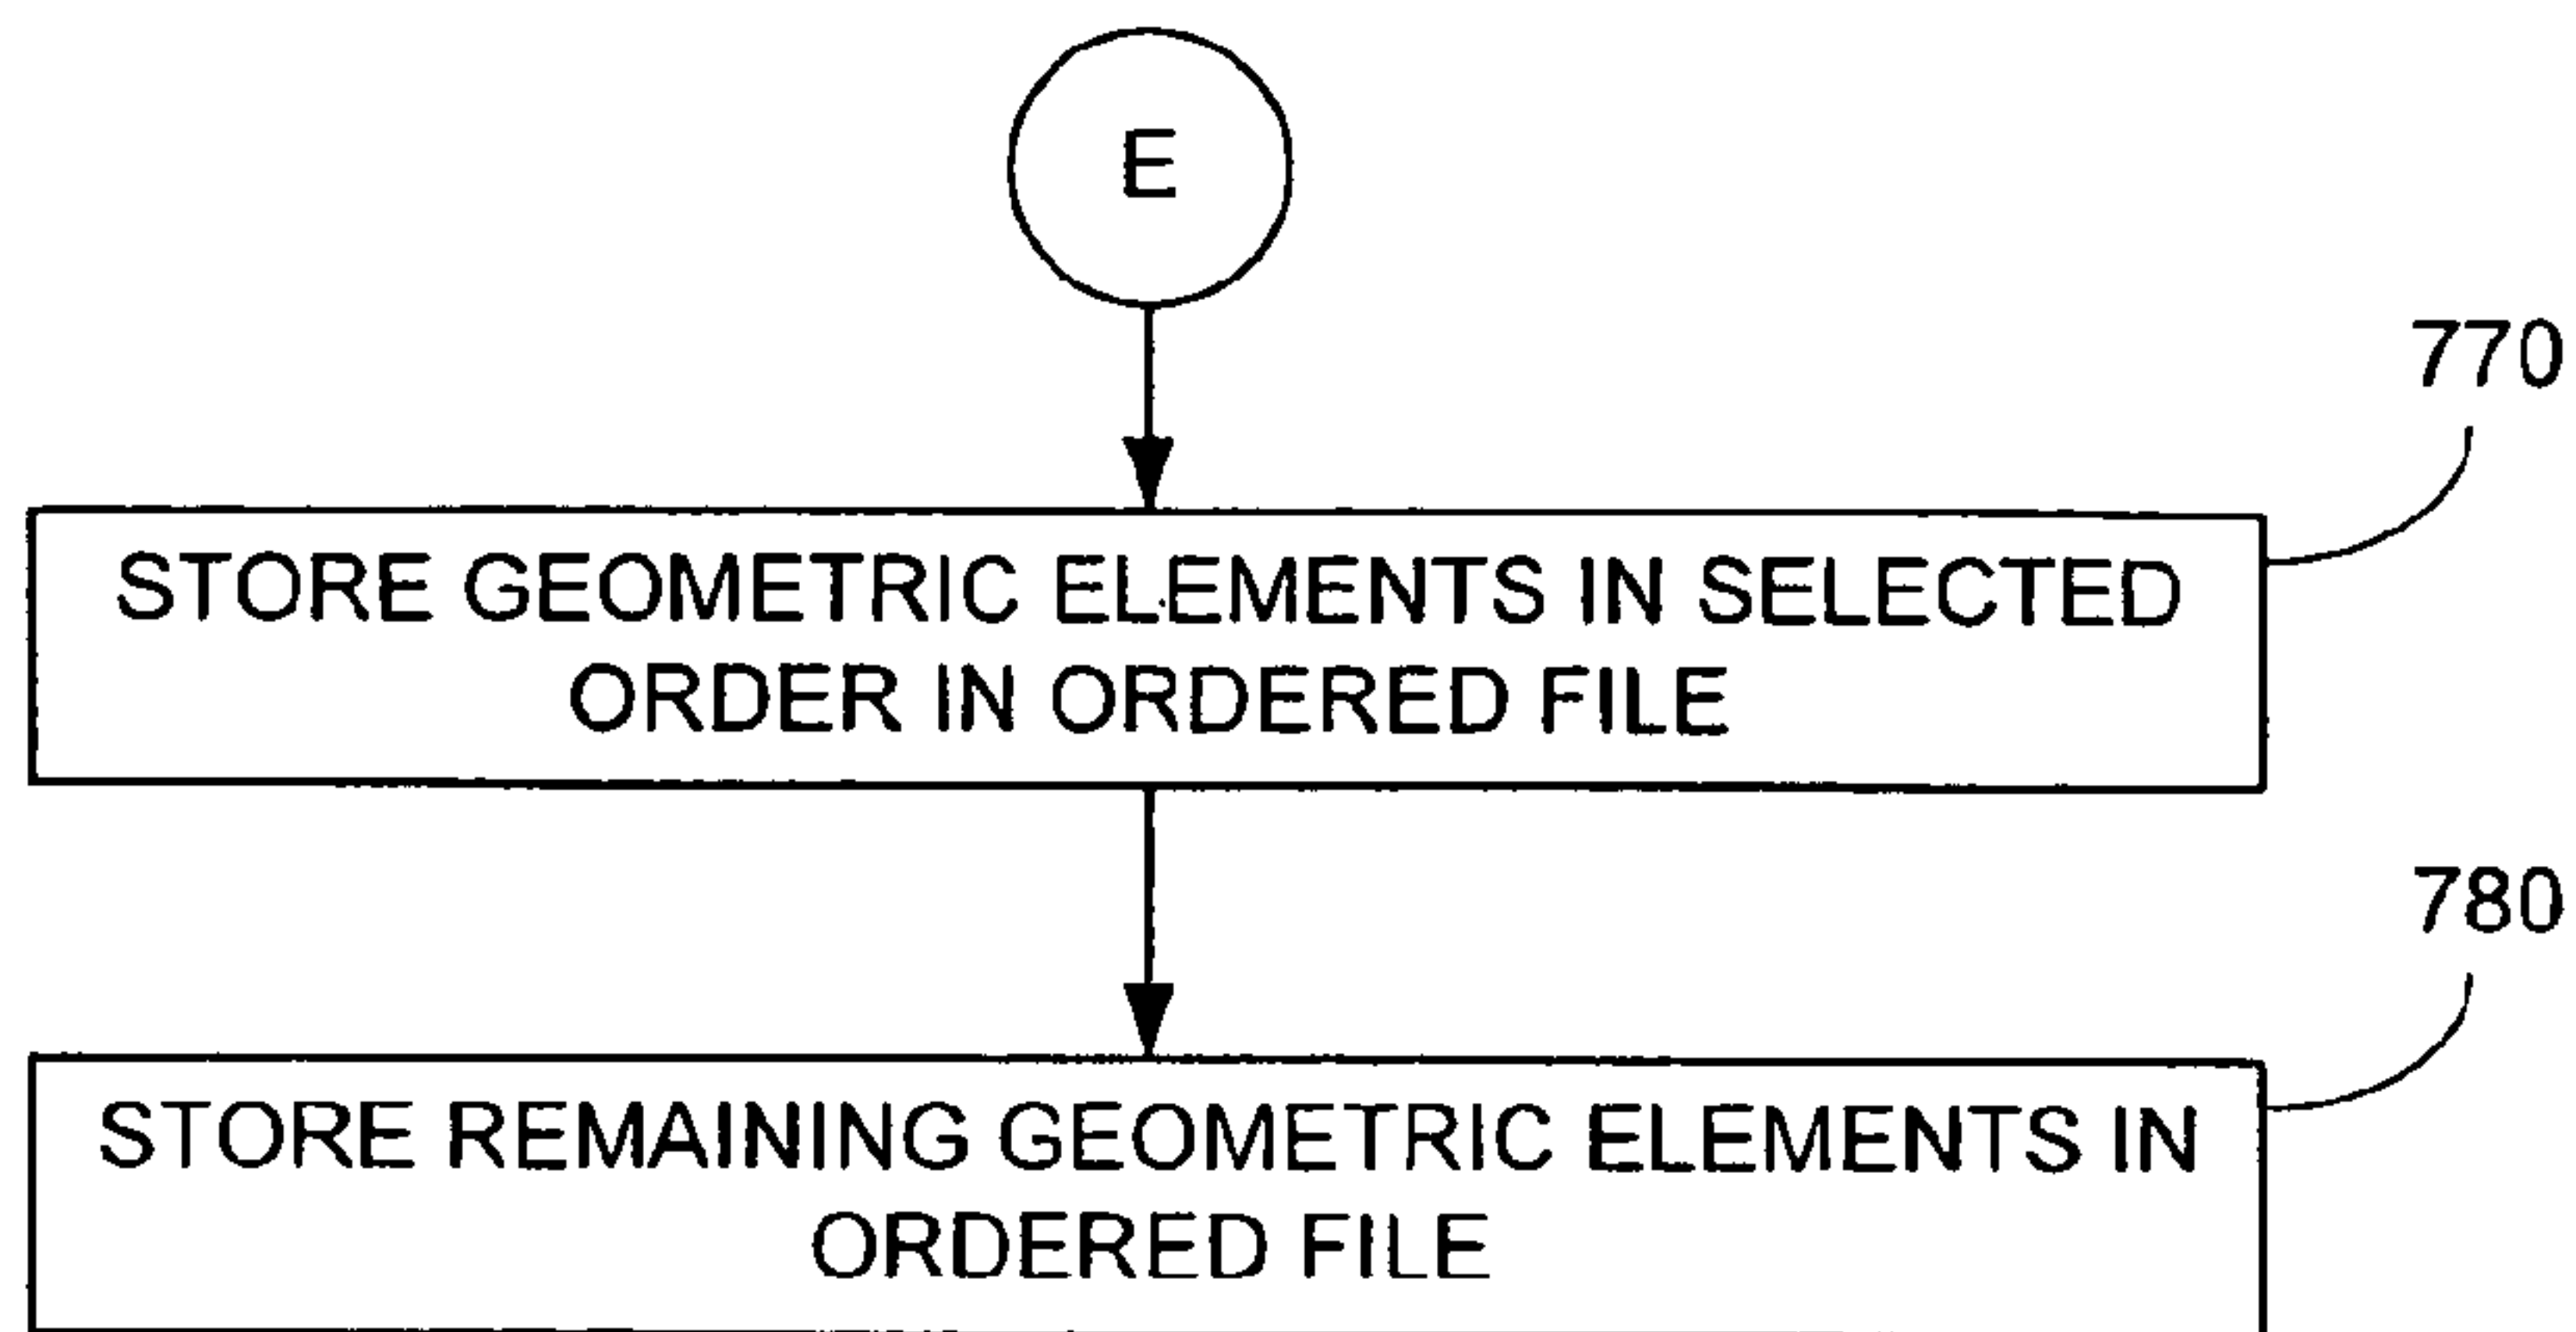 E
770
STORE GEOMETRIC ELEMENTS IN SELECTED
ORDER IN ORDERED FILE
780
STORE REMAINING GEOMETRIC ELEMENTS IN
ORDERED FILE